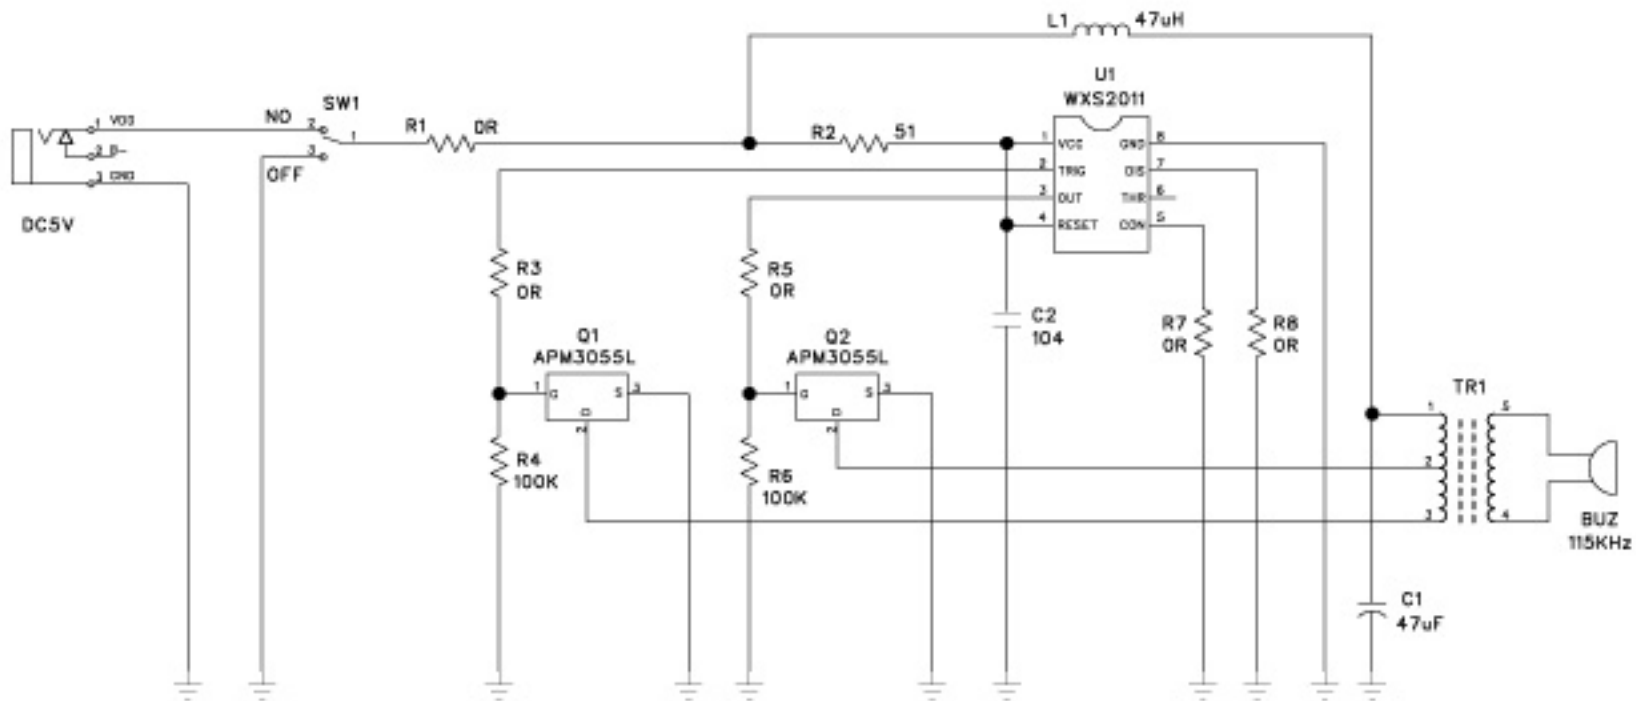 L1 47uH
U1
WXS2011
SW1
1 VCC
NO 2
1
R1 0R
R2 51
1 VCC GND 8
2 B-
3
2 TRIG DIS 7
OFF
3 GND
3 OUT THR 6
DC5V
4 RESET CON 5
R3
0R
R5
0R
C2
104
R7
0R
R8
0R
Q1
APM3055L
Q2
APM3055L
1 G S 3
D
2
1 G S 3
D
2
TR1
1 5
R4
100K
R6
100K
2
3 4
BUZ
115KHz
C1
47uF